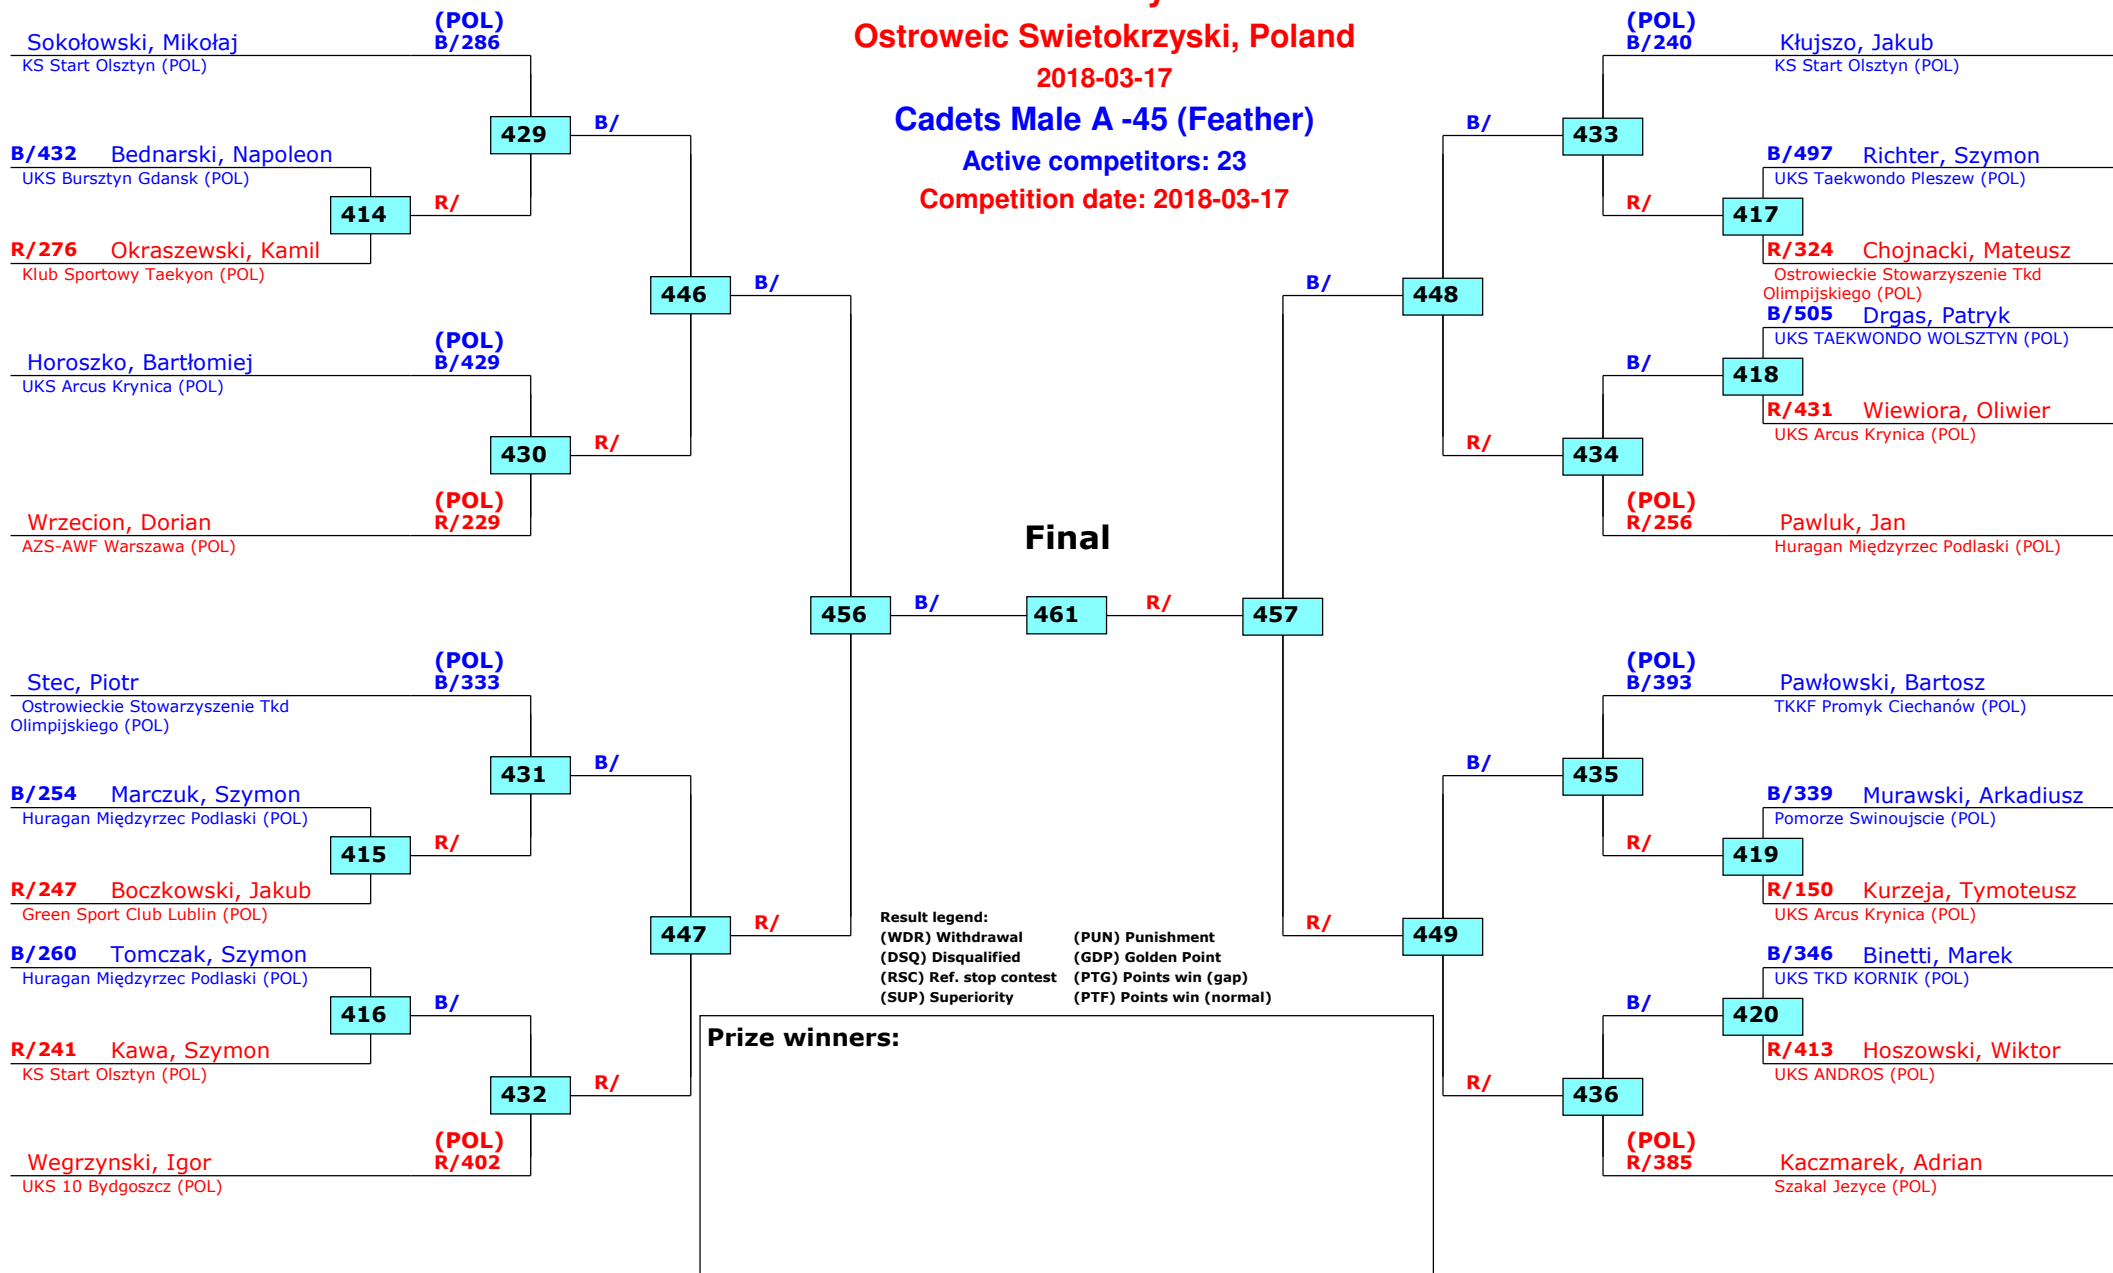 Ostroweic Swietokrzyski, Poland
2018-03-17
Cadets Male A -45 (Feather)
Active competitors: 23
Competition date: 2018-03-17
(POL)
Sokołowski, Mikołaj B/286
KS Start Olsztyn (POL)
429 B/
B/432 Bednarski, Napoleon
UKS Bursztyn Gdansk (POL)
414 R/
R/276 Okraszewski, Kamil
Klub Sportowy Taekyon (POL)
446 B/
(POL)
Horoszko, Bartłomiej B/429
UKS Arcus Krynica (POL)
430 R/
(POL)
Wrzecion, Dorian R/229
AZS-AWF Warszawa (POL)
(POL)
Stec, Piotr B/333
Ostrowieckie Stowarzyszenie Tkd
Olimpijskiego (POL)
431 B/
B/254 Marczuk, Szymon
Huragan Międzyrzec Podlaski (POL)
415 R/
R/247 Boczkowski, Jakub
Green Sport Club Lublin (POL)
447 R/
B/260 Tomczak, Szymon
Huragan Międzyrzec Podlaski (POL)
416 B/
R/241 Kawa, Szymon
KS Start Olsztyn (POL)
432 R/
(POL)
Wegrzynski, Igor R/402
UKS 10 Bydgoszcz (POL)
Final
456 B/ 461 R/ 457
(POL)
B/240 Kłujszo, Jakub
KS Start Olsztyn (POL)
B/ 433
B/497 Richter, Szymon
UKS Taekwondo Pleszew (POL)
R/ 417
R/324 Chojnacki, Mateusz
Ostrowieckie Stowarzyszenie Tkd
Olimpijskiego (POL)
B/ 448
B/505 Drgas, Patryk
UKS TAEKWONDO WOLSZTYN (POL)
B/ 418
R/431 Wiewiora, Oliwier
UKS Arcus Krynica (POL)
R/ 434
(POL)
R/256 Pawluk, Jan
Huragan Międzyrzec Podlaski (POL)
(POL)
B/393 Pawłowski, Bartosz
TKKF Promyk Ciechanów (POL)
B/ 435
B/339 Murawski, Arkadiusz
Pomorze Swinoujscie (POL)
R/ 419
R/150 Kurzeja, Tymoteusz
UKS Arcus Krynica (POL)
R/ 449
B/346 Binetti, Marek
UKS TKD KORNIK (POL)
B/ 420
R/413 Hoszowski, Wiktor
UKS ANDROS (POL)
R/ 436
(POL)
R/385 Kaczmarek, Adrian
Szakal Jezyce (POL)
Result legend:
(WDR) Withdrawal (PUN) Punishment
(DSQ) Disqualified (GDP) Golden Point
(RSC) Ref. stop contest (PTG) Points win (gap)
(SUP) Superiority (PTF) Points win (normal)
Prize winners: